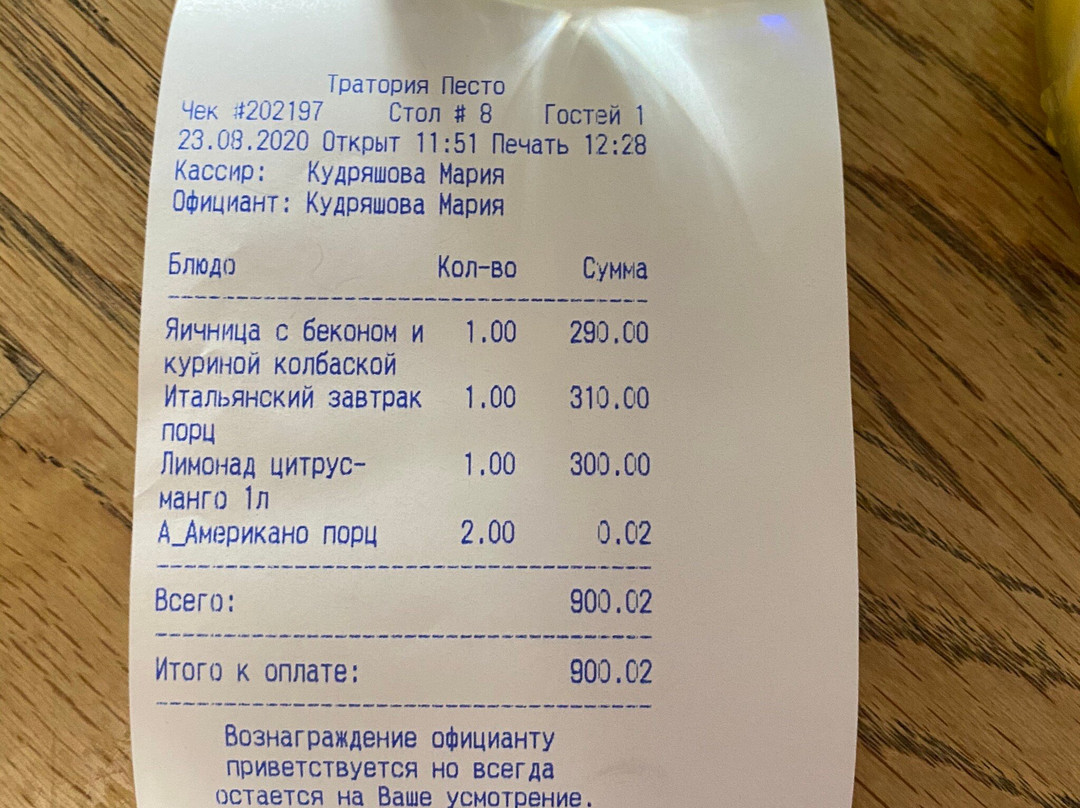 Тратория Песто
Чек #202197 Стол # 8 Гостей 1
23.08.2020 Открыт 11:51 Печать 12:28
Кассир: Кудряшова Мария
Официант: Кудряшова Мария
Блюдо Кол-во Сумма
Яичница с беконом и 1.00 290.00
куриной колбаской
Итальянский завтрак 1.00 310.00
порц
Лимонад цитрус- 1.00 300.00
манго 1л
А_Американо порц 2.00 0.02
Всего: 900.02
Итого к оплате: 900.02
Вознаграждение официанту
приветствуется но всегда
остается на Ваше усмотрение.